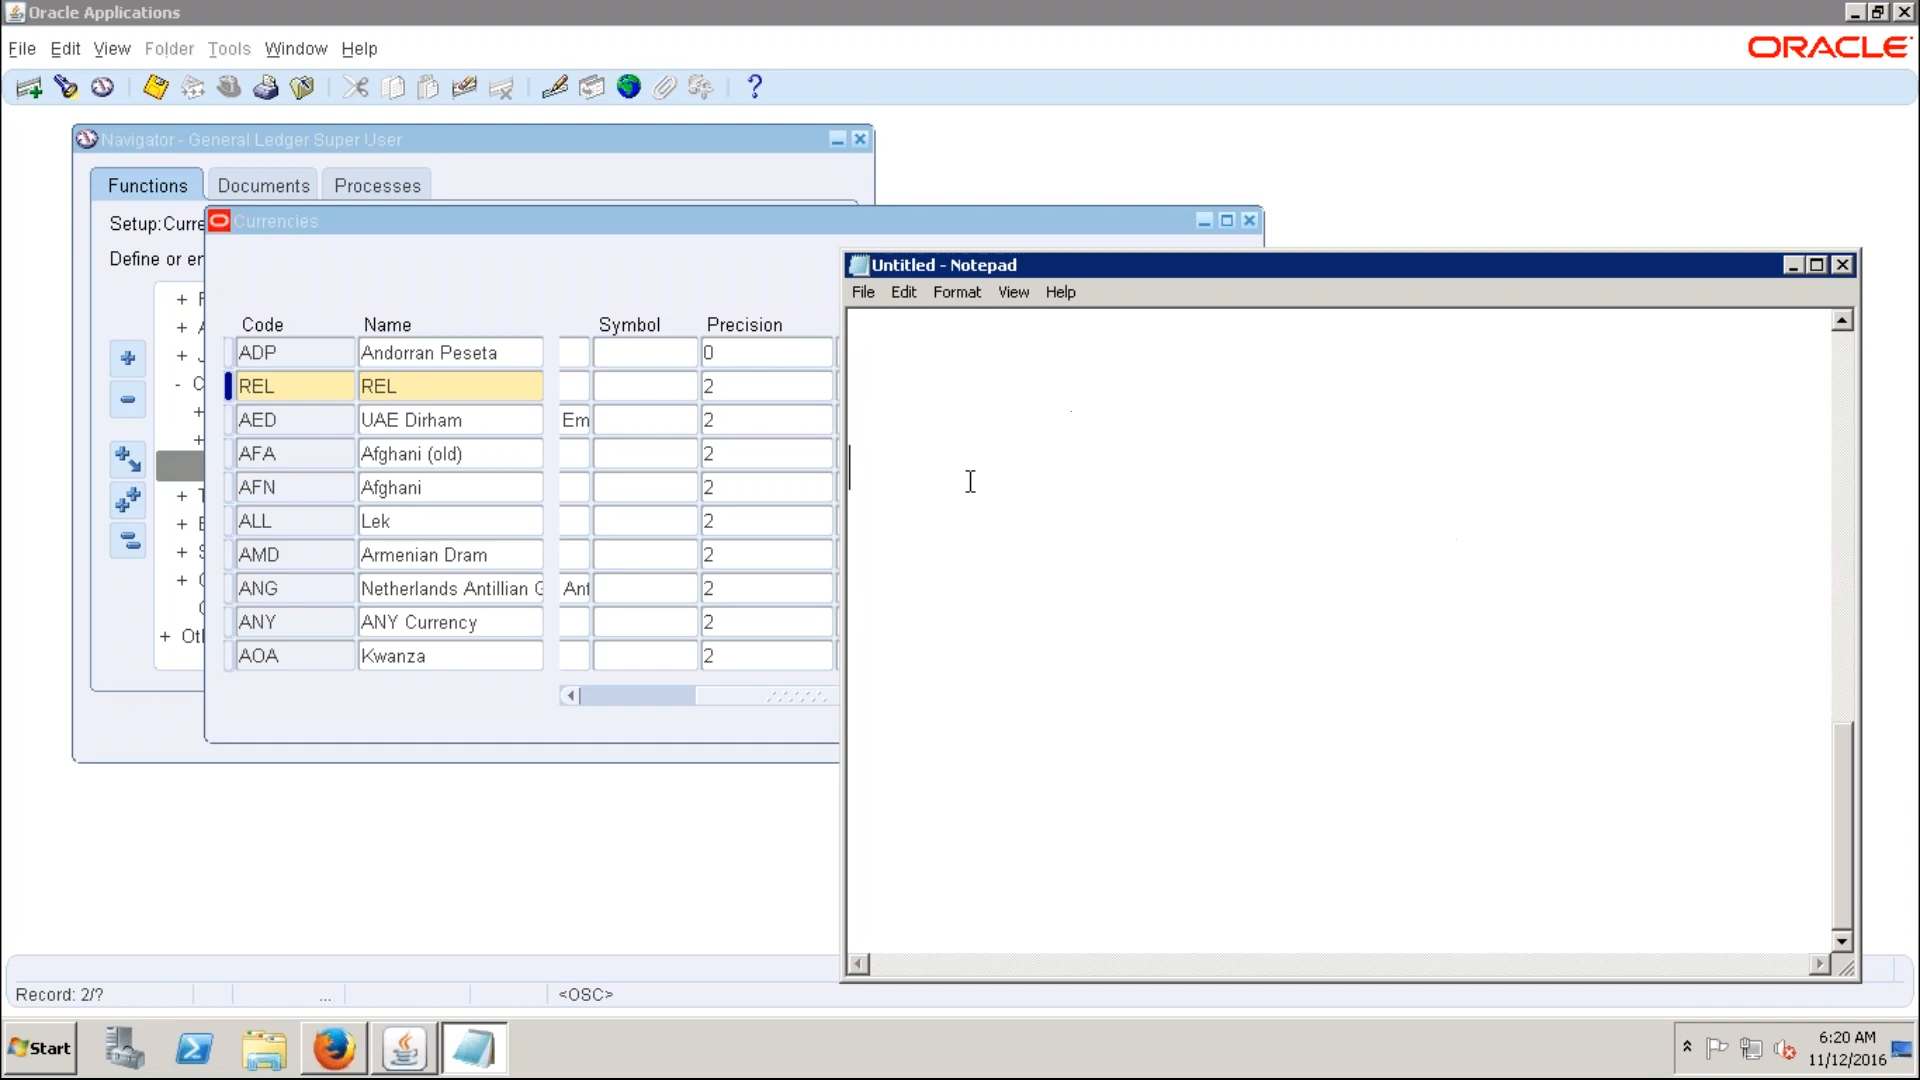 Oracle Applications
File Edit View Folder Tools Window Help
ORACLE
Navigator - General Ledger Super User
Functions Documents Processes
Setup:Curre
Define or er
Currencies
Code Name Symbol Precision
ADP Andorran Peseta 0
REL REL 2
AED UAE Dirham Em 2
AFA Afghani (old) 2
AFN Afghani 2
ALL Lek 2
AMD Armenian Dram 2
ANG Netherlands Antillian G Ant 2
ANY ANY Currency 2
AOA Kwanza 2
+ Otl
Untitled - Notepad
File Edit Format View Help
Record: 2/? ... <OSC>
Start
6:20 AM
11/12/2016